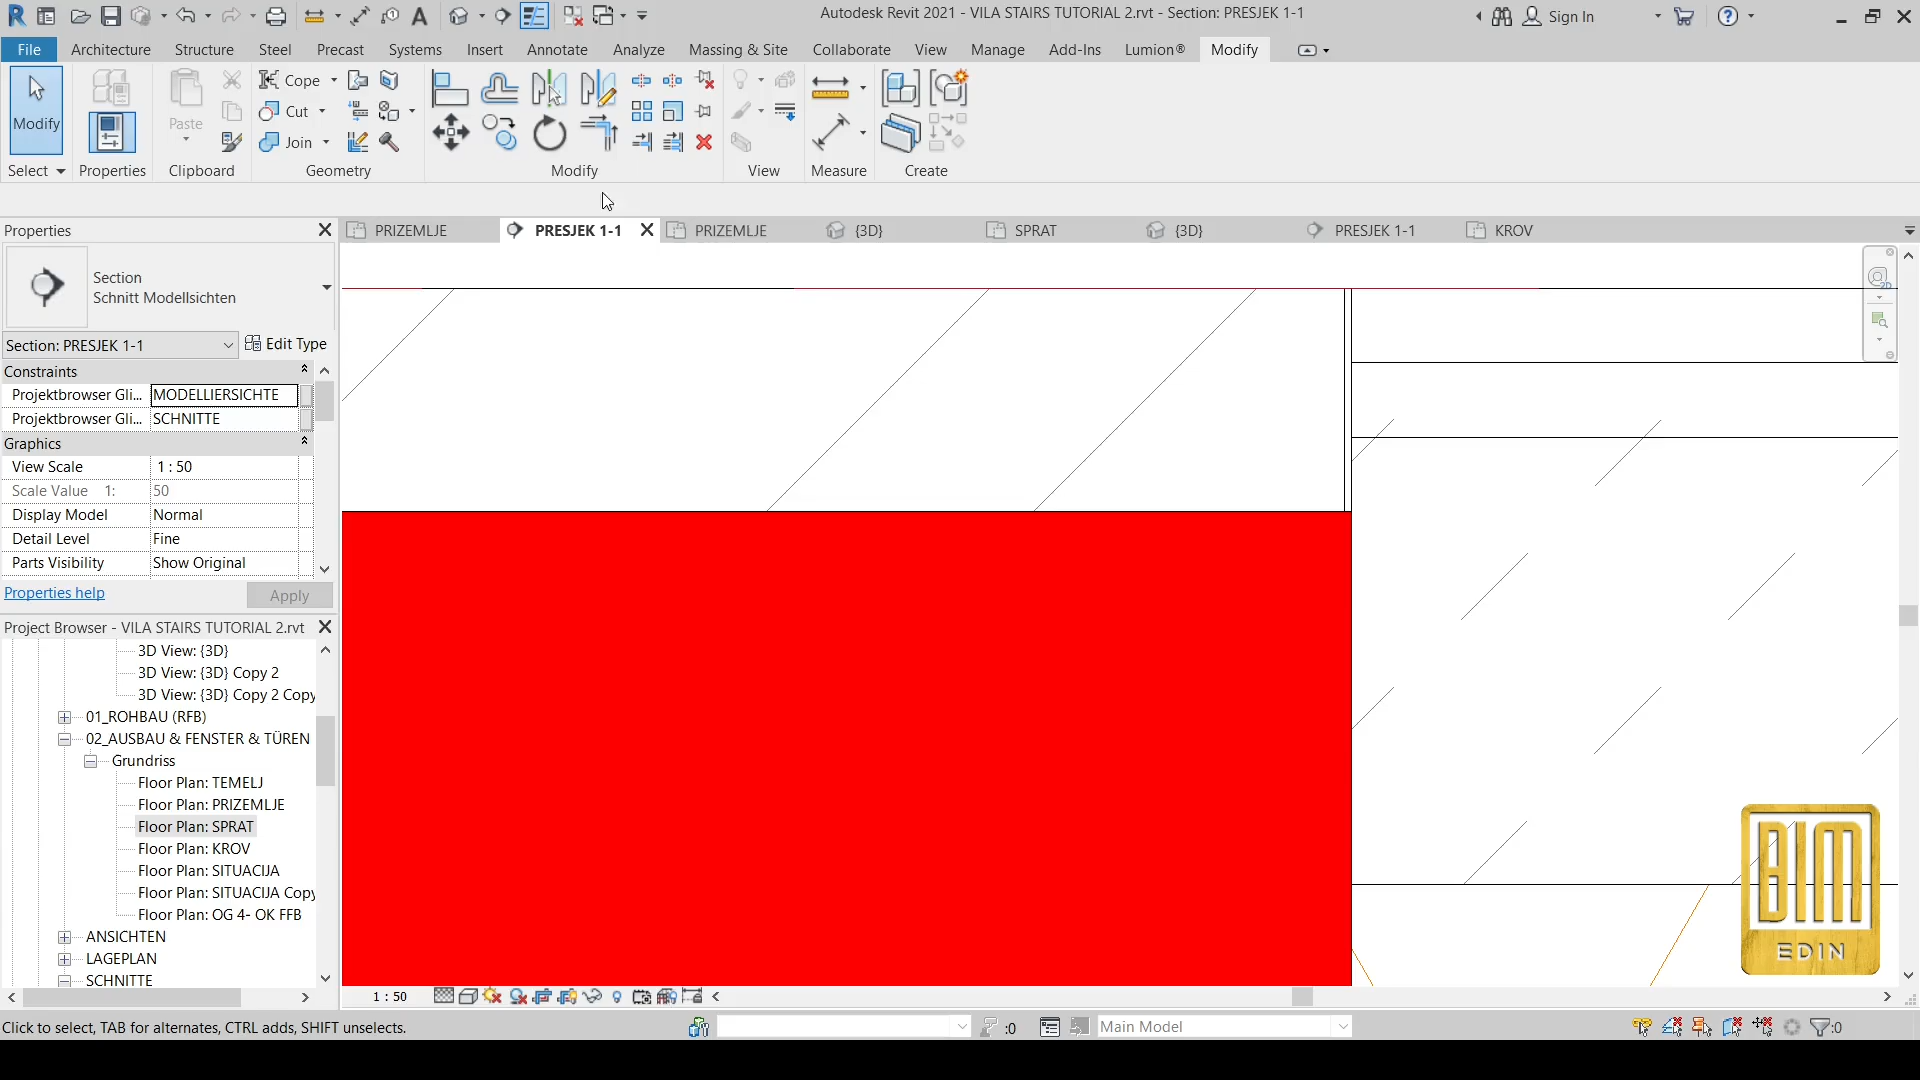 Autodesk Revit 2021 - VILA STAIRS TUTORIAL 2.rvt - Section: PRESJEK 1-1
Sign In
File Architecture Structure Steel Precast Systems Insert Annotate Analyze Massing & Site Collaborate View Manage Add-Ins Lumion® Modify
Modify
Paste
Cope
Cut
Join
Select Properties Clipboard Geometry Modify View Measure Create
Properties
PRIZEMLJE PRESJEK 1-1 PRIZEMLJE {3D} SPRAT {3D} PRESJEK 1-1 KROV
Section
Schnitt Modellsichten
Section: PRESJEK 1-1 Edit Type
Constraints
Projektbrowser Gli... MODELLIERSICHTE
Projektbrowser Gli... SCHNITTE
Graphics
View Scale 1 : 50
Scale Value 1: 50
Display Model Normal
Detail Level Fine
Parts Visibility Show Original
Properties help Apply
Project Browser - VILA STAIRS TUTORIAL 2.rvt
3D View: {3D}
3D View: {3D} Copy 2
3D View: {3D} Copy 2 Copy
01_ROHBAU (RFB)
02_AUSBAU & FENSTER & TÜREN
Grundriss
Floor Plan: TEMELJ
Floor Plan: PRIZEMLJE
Floor Plan: SPRAT
Floor Plan: KROV
Floor Plan: SITUACIJA
Floor Plan: SITUACIJA Copy
Floor Plan: OG 4- OK FFB
ANSICHTEN
LAGEPLAN
SCHNITTE
BIM
EDIN
1 : 50
Click to select, TAB for alternates, CTRL adds, SHIFT unselects.
:0
Main Model
:0